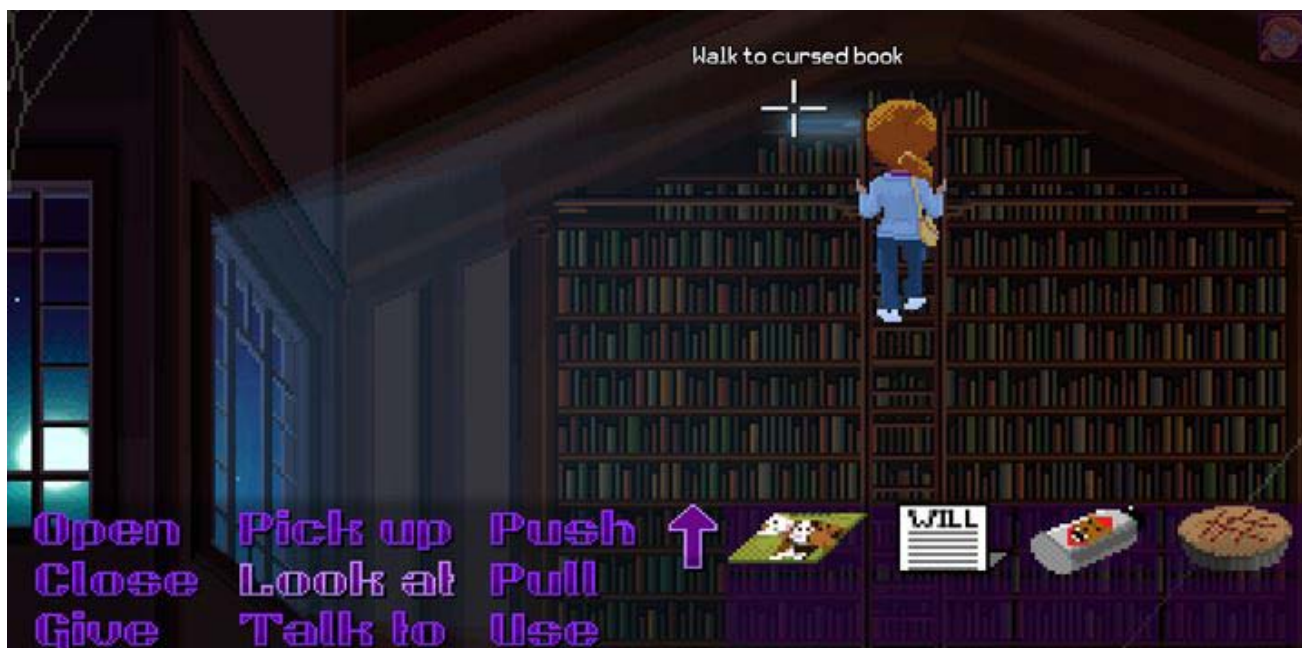 Walk to cursed book
Open Pick up Push
Close Look at Pull
Give Talk to Use
WILL